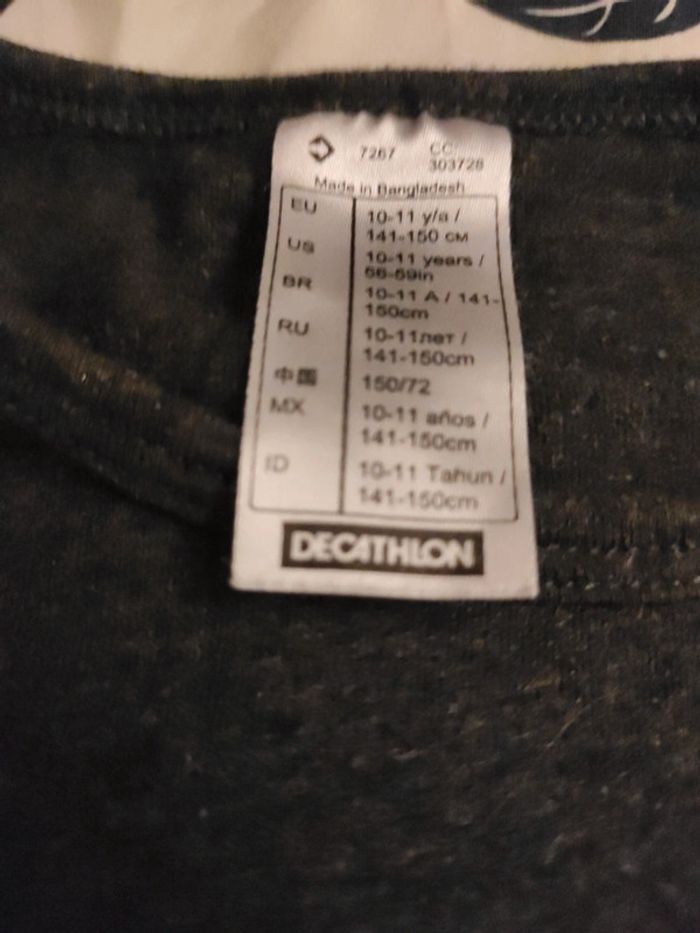 7267 CC:
303728
Made in Bangladesh
EU 10-11 y/a /
141-150 CM
US 10-11 years /
56-59in
BR 10-11 A / 141-
150cm
RU 10-11лет /
141-150cm
中国 150/72
MX 10-11 años /
141-150cm
ID 10-11 Tahun /
141-150cm
DECATHLON